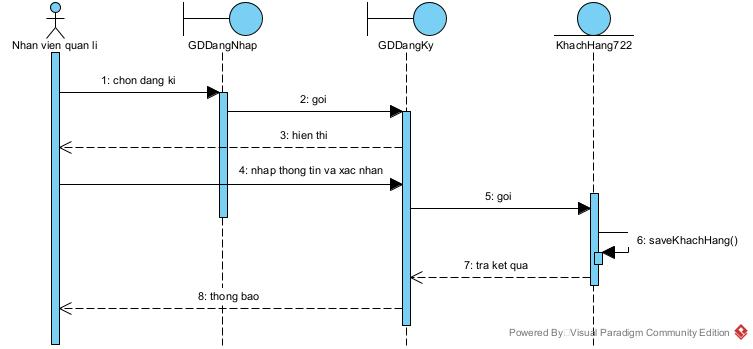 Nhan vien quan li
GDDangNhap
GDDangKy
KhachHang722
1: chon dang ki
2: goi
3: hien thi
4: nhap thong tin va xac nhan
5: goi
6: saveKhachHang()
7: tra ket qua
8: thong bao
Powered By Visual Paradigm Community Edition